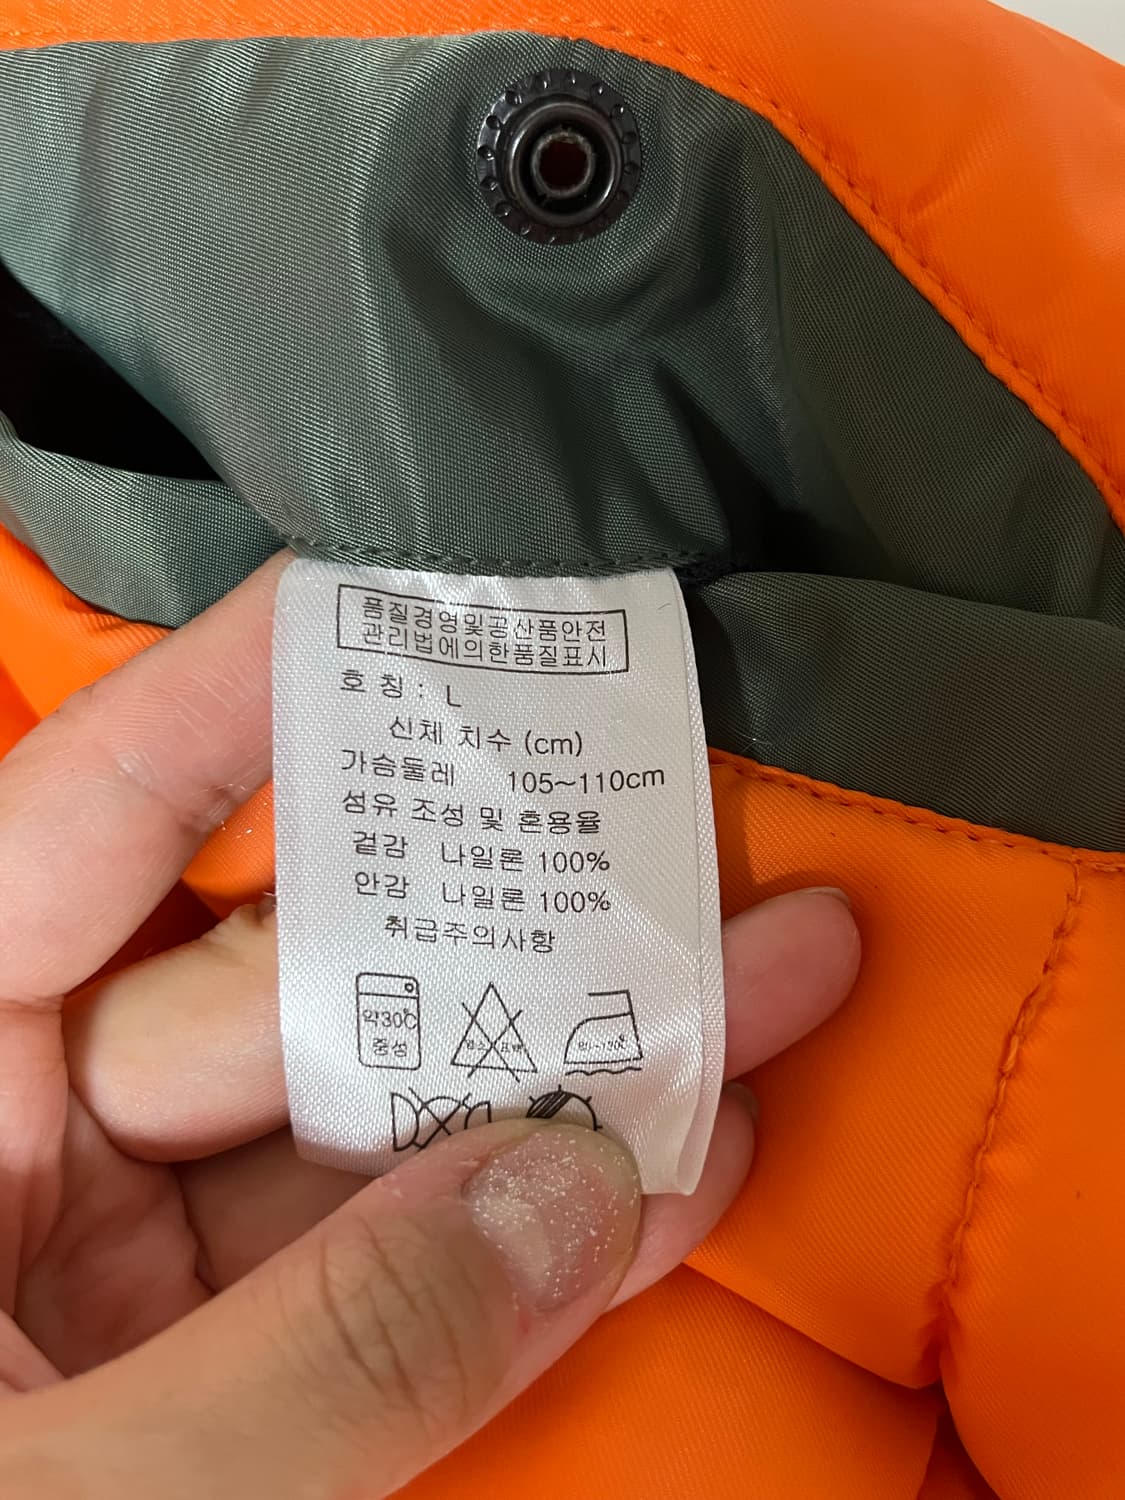 품질경영및공산품안전
관리법에의한품질표시
호 칭 : L
신체 치수 (cm)
가슴둘레 105~110cm
섬유 조성 및 혼용율
겉감 나일론 100%
안감 나일론 100%
취급주의사항
약30℃
중성